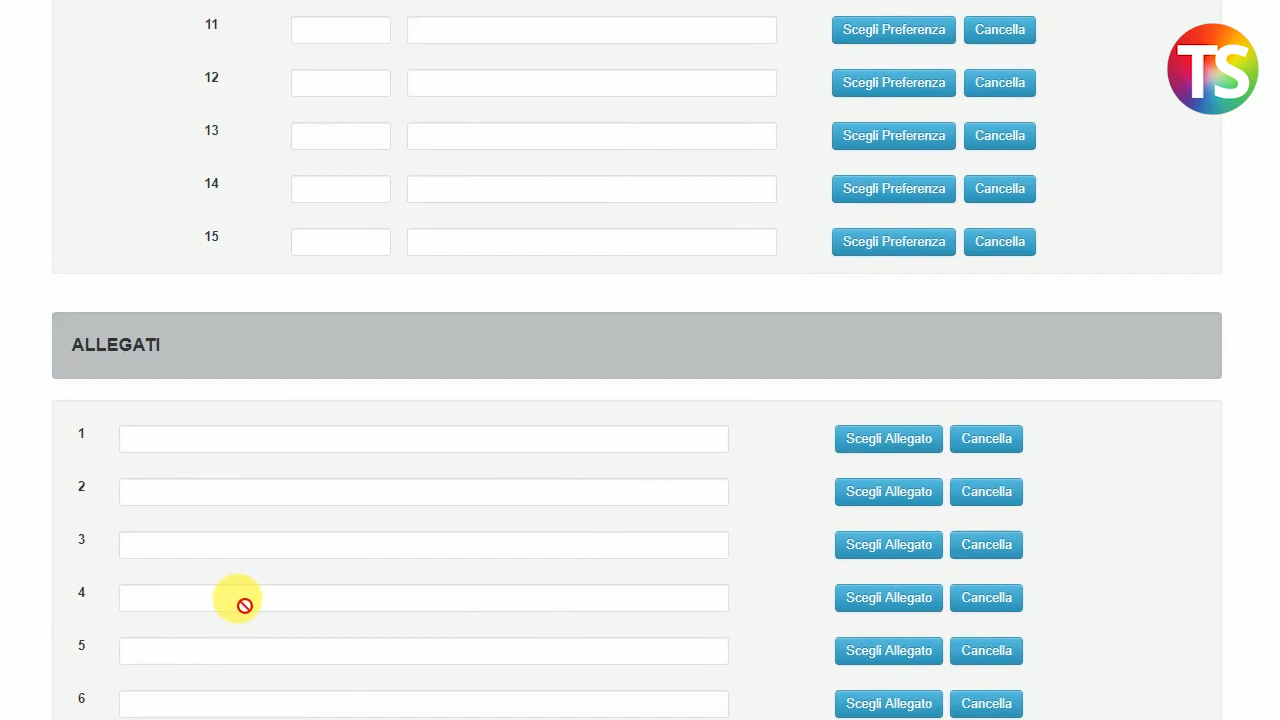 11 Scegli Preferenza Cancella
TS
12 Scegli Preferenza Cancella
13 Scegli Preferenza Cancella
14 Scegli Preferenza Cancella
15 Scegli Preferenza Cancella
ALLEGATI
1 Scegli Allegato Cancella
2 Scegli Allegato Cancella
3 Scegli Allegato Cancella
4 Scegli Allegato Cancella
5 Scegli Allegato Cancella
6 Scegli Allegato Cancella